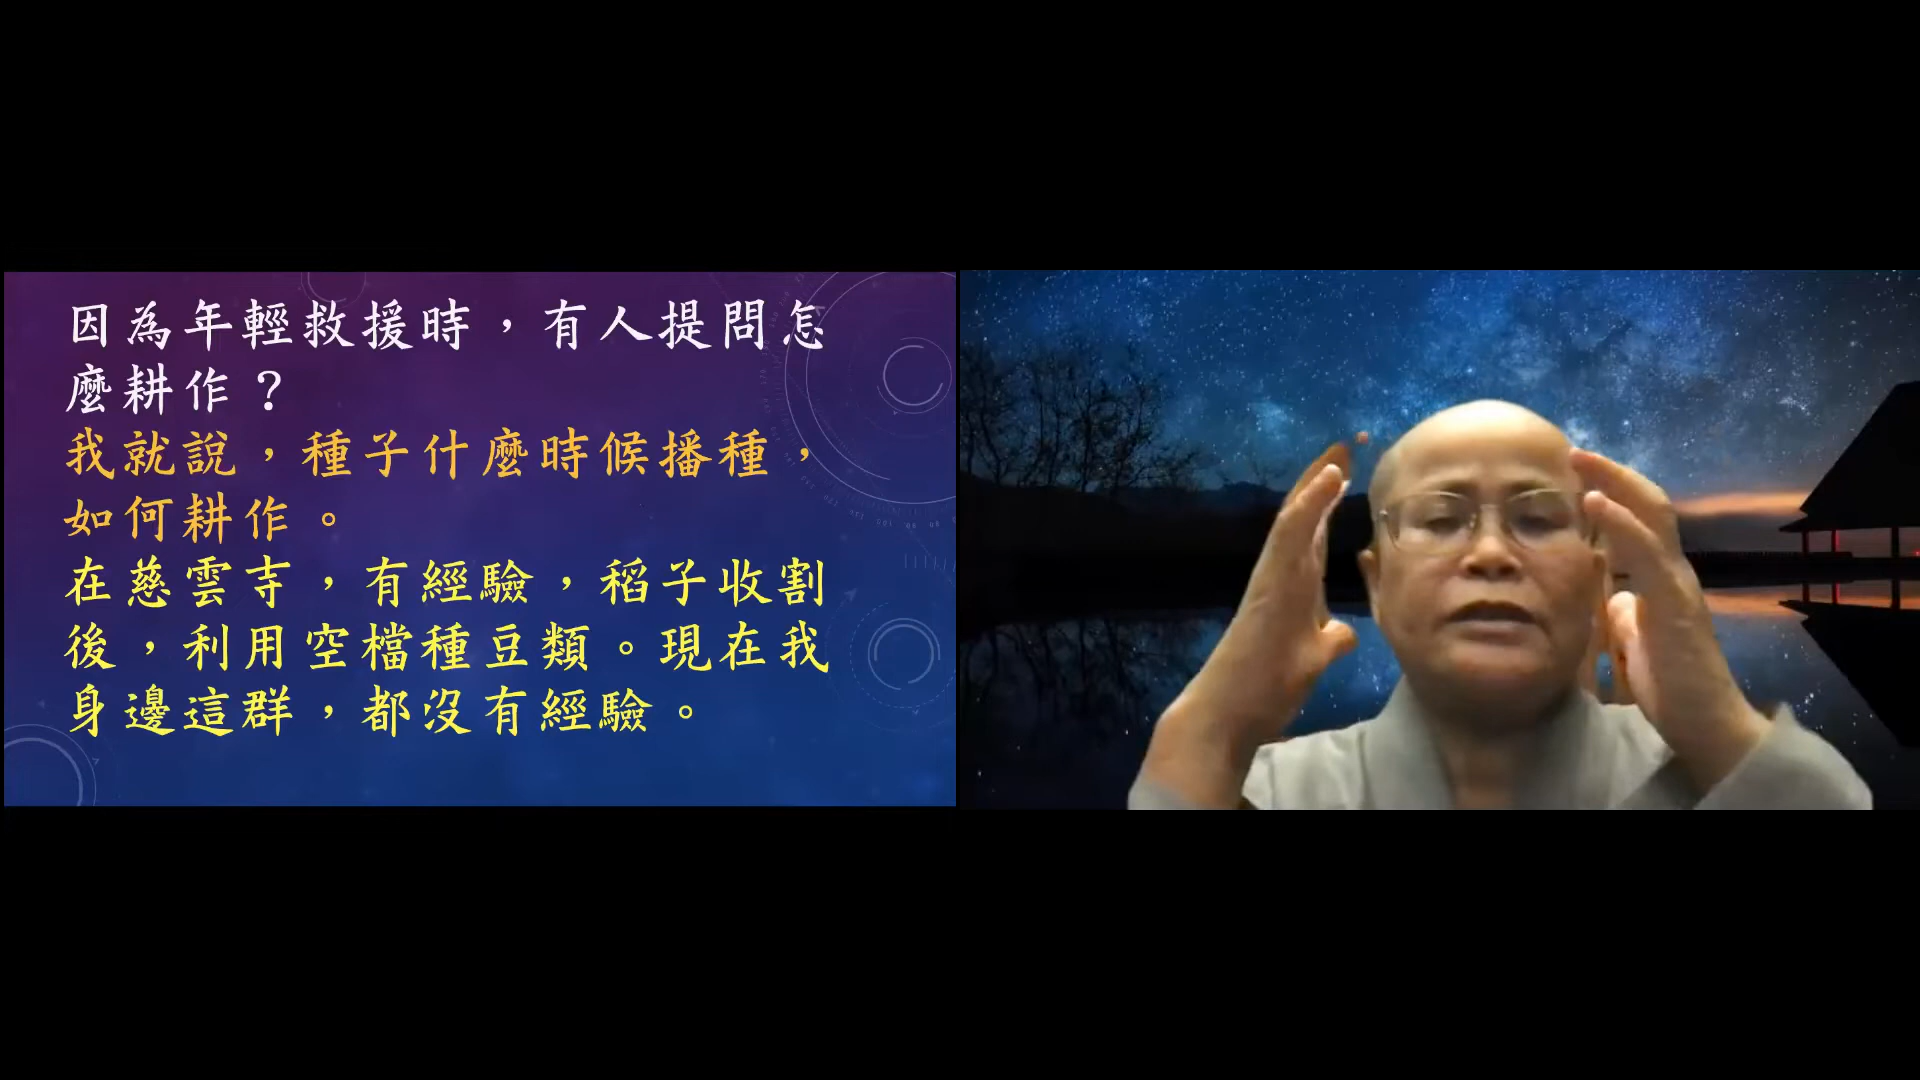 因為年輕救援時，有人提問怎
麼耕作？
我就說，種子什麼時候播種，
如何耕作。
在慈雲寺，有經驗，稻子收割
後，利用空檔種豆類。現在我
身邊這群，都沒有經驗。